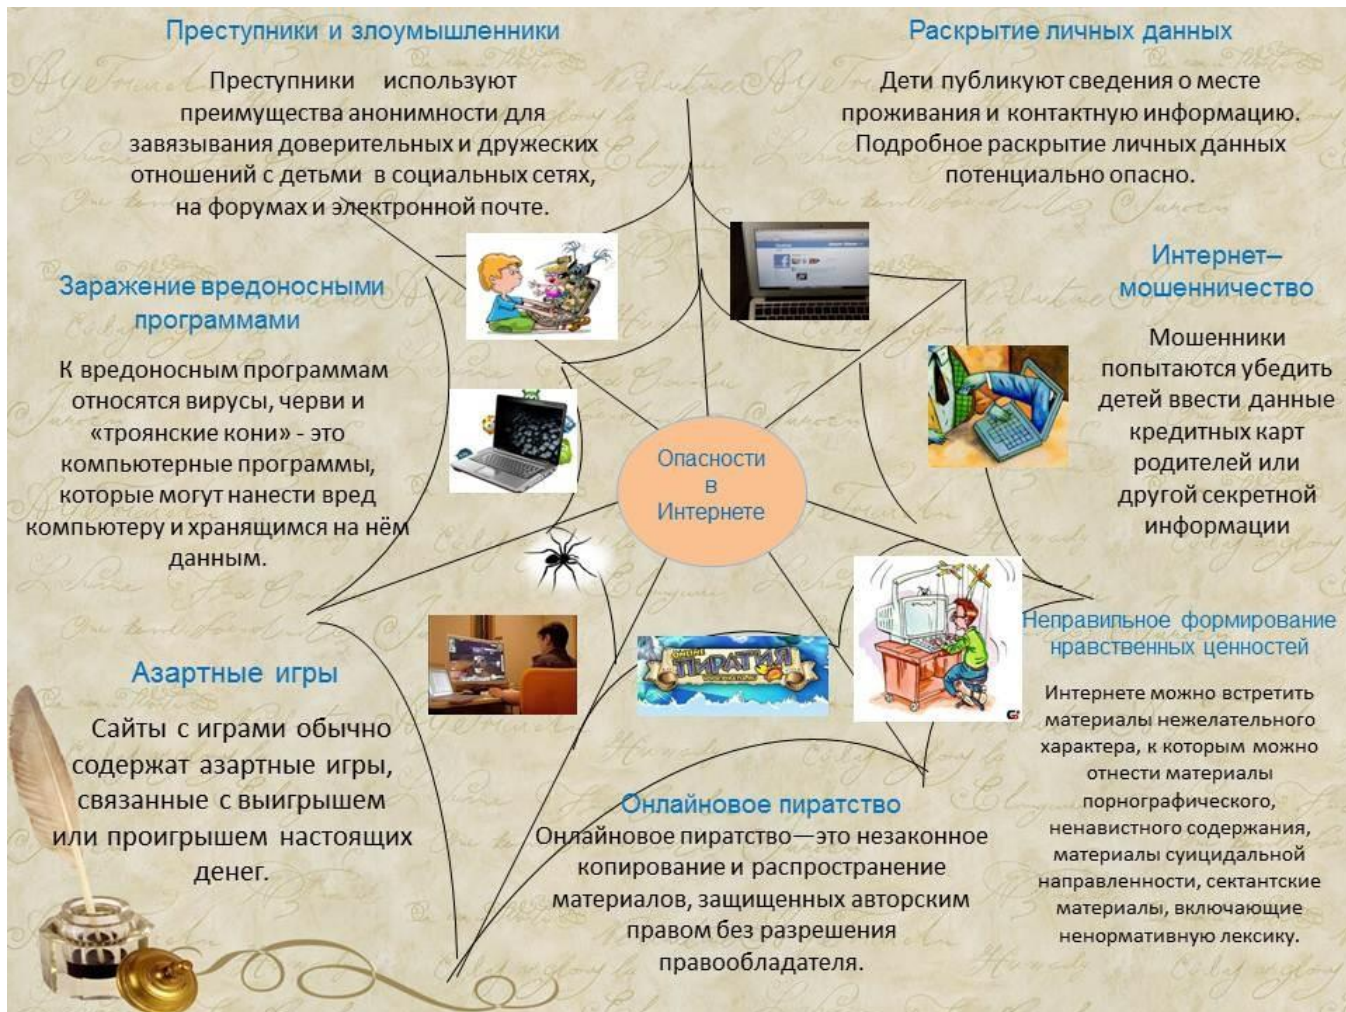 Преступники и злоумышленники
Преступники используют
преимущества анонимности для
завязывания доверительных и дружеских
отношений с детьми в социальных сетях,
на форумах и электронной почте.
Раскрытие личных данных
Дети публикуют сведения о месте
проживания и контактную информацию.
Подробное раскрытие личных данных
потенциально опасно.
Заражение вредоносными
программами
К вредоносным программам
относятся вирусы, черви и
«троянские кони» - это
компьютерные программы,
которые могут нанести вред
компьютеру и хранящимся на нём
данным.
Интернет–
мошенничество
Мошенники
попытаются убедить
детей ввести данные
кредитных карт
родителей или
другой секретной
информации
Опасности
в
Интернете
Азартные игры
Сайты с играми обычно
содержат азартные игры,
связанные с выигрышем
или проигрышем настоящих
денег.
ONLINE
ПИРАТИЯ
Онлайновое пиратство
Онлайновое пиратство—это незаконное
копирование и распространение
материалов, защищенных авторским
правом без разрешения
правообладателя.
Неправильное формирование
нравственных ценностей
Интернете можно встретить
материалы нежелательного
характера, к которым можно
отнести материалы
порнографического,
ненавистного содержания,
материалы суицидальной
направленности, сектантские
материалы, включающие
ненормативную лексику.